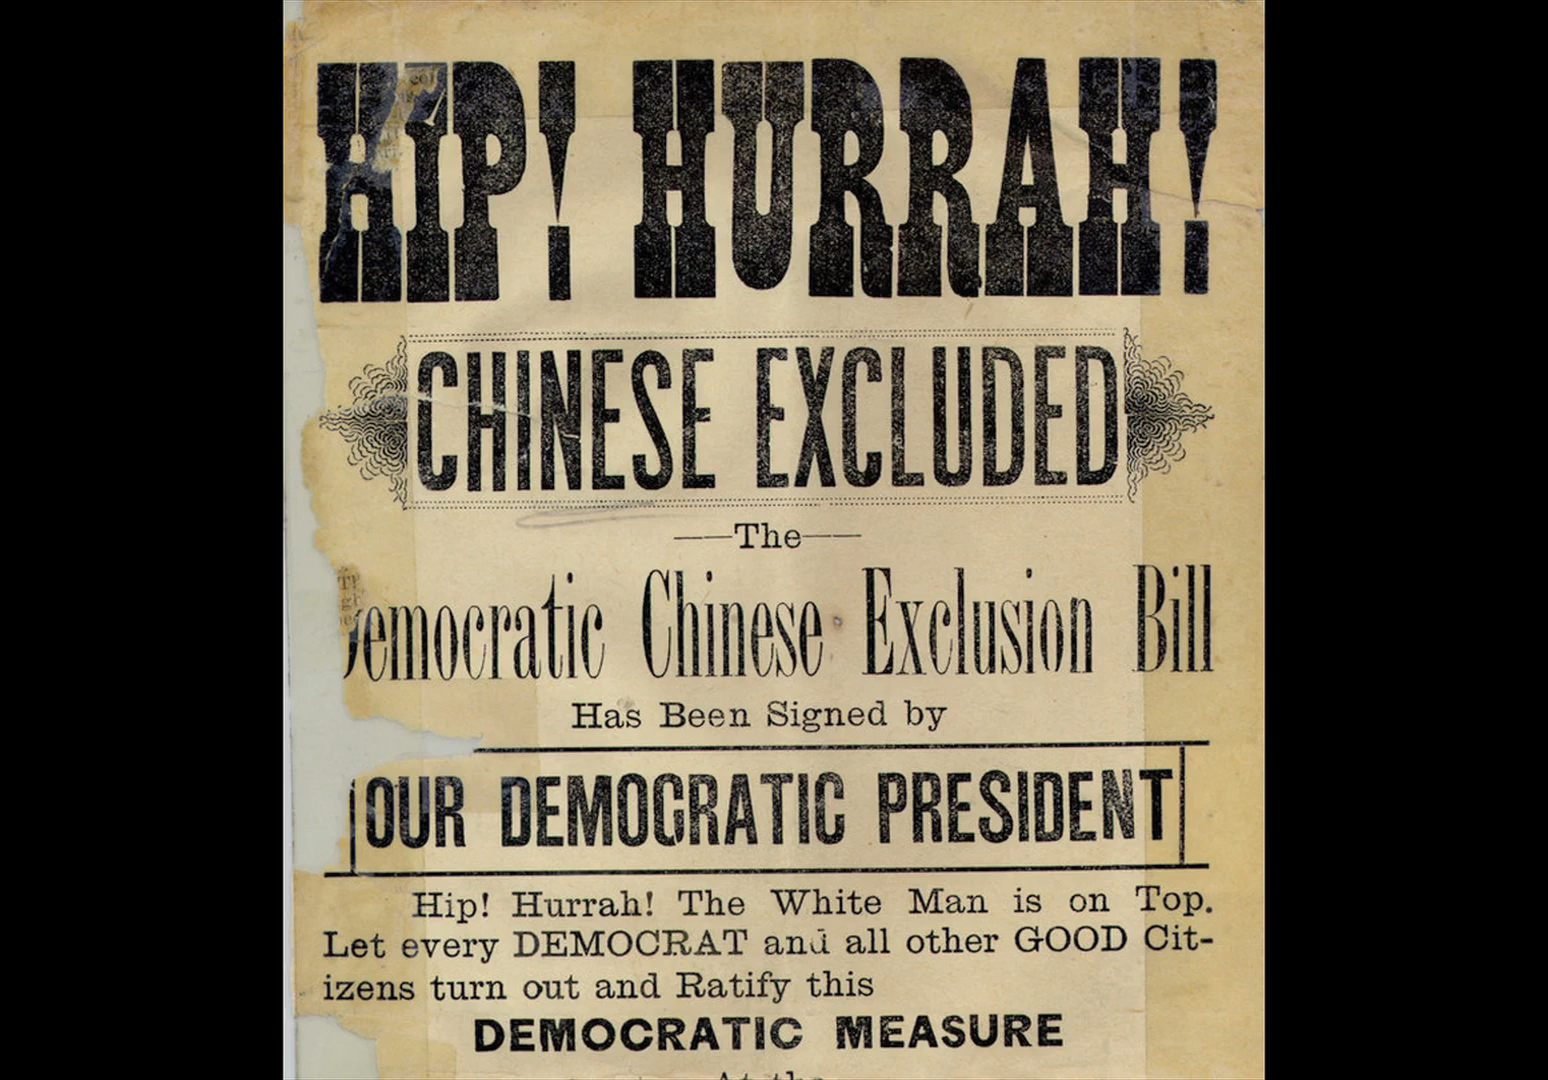 HIP! HURRAH!
CHINESE EXCLUDED
—The—
Democratic Chinese Exclusion Bill
Has Been Signed by
OUR DEMOCRATIC PRESIDENT
Hip! Hurrah! The White Man is on Top.
Let every DEMOCRAT and all other GOOD Cit-
izens turn out and Ratify this
DEMOCRATIC MEASURE
At the